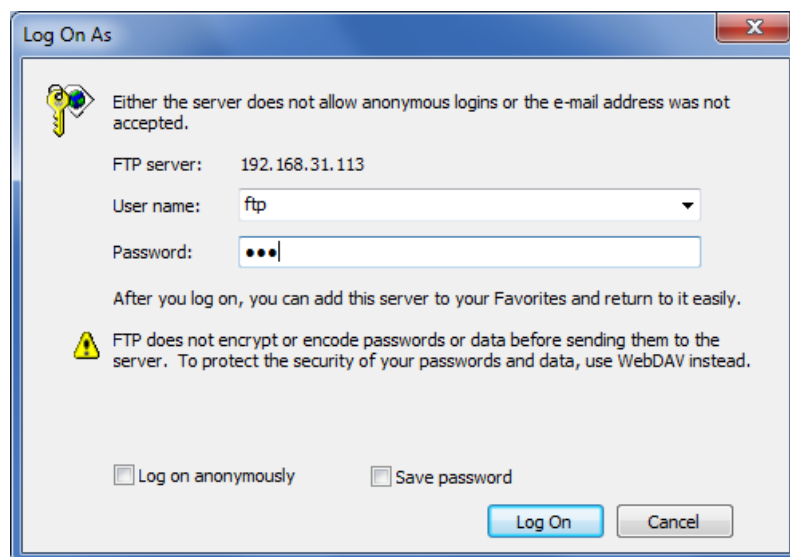 Log On As
Either the server does not allow anonymous logins or the e-mail address was not
accepted.
FTP server: 192.168.31.113
User name: ftp
Password: •••
After you log on, you can add this server to your Favorites and return to it easily.
FTP does not encrypt or encode passwords or data before sending them to the
server. To protect the security of your passwords and data, use WebDAV instead.
Log on anonymously Save password
Log On Cancel